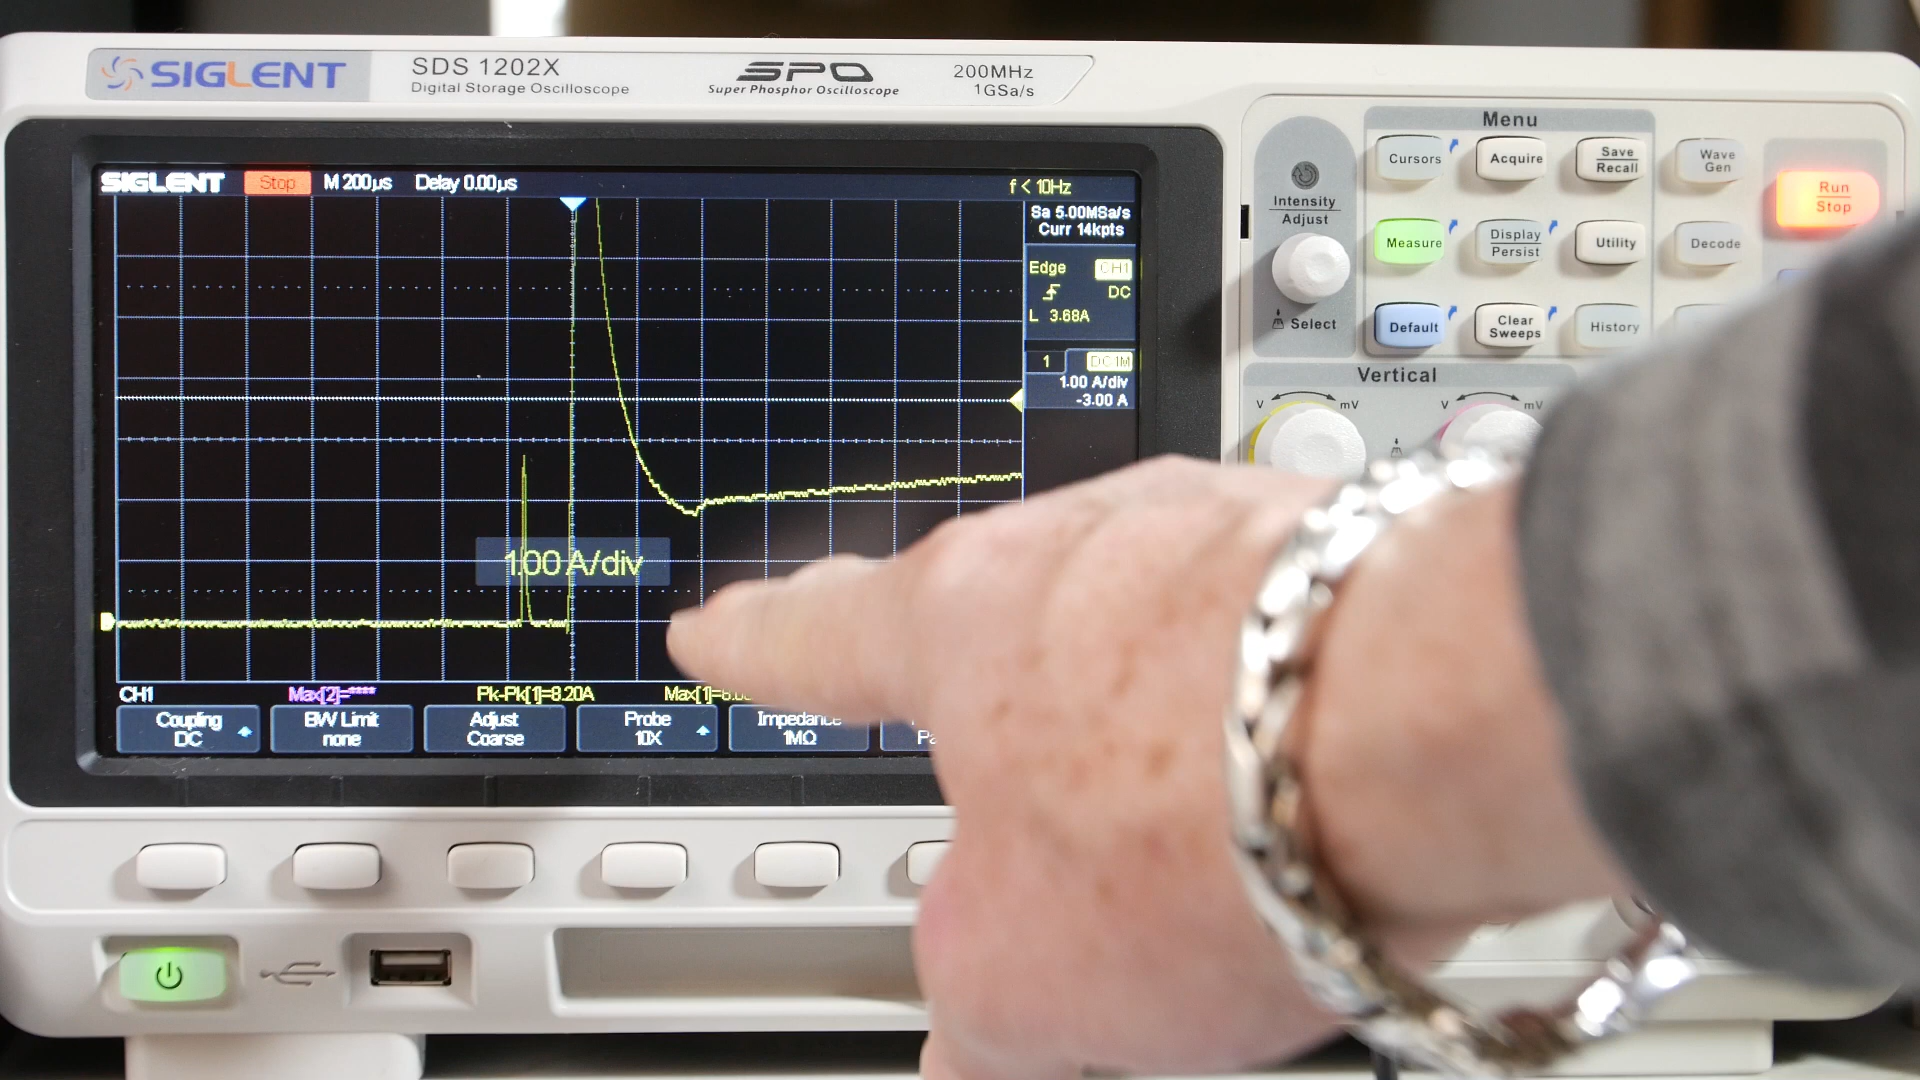 SIGLENT
SDS 1202X
Digital Storage Oscilloscope
SPO
Super Phosphor Oscilloscope
200MHz
1GSa/s
SIGLENT Stop M 200µs Delay 0.00µs f < 10Hz
Sa 5.00MSa/s
Curr 14kpts
Edge CH1
DC
L 3.68A
1 DC1M
1.00 A/div
-3.00 A
1.00 A/div
CH1 Max[2]=**** Pk-Pk[1]=8.20A
Coupling
DC
BW Limit
none
Adjust
Coarse
Probe
10X
Impedance
1MΩ
Menu
Intensity
Adjust
Select
Cursors
Acquire
Save
Recall
Wave
Gen
Run
Stop
Measure
Display
Persist
Utility
Decode
Default
Clear
Sweeps
History
Vertical
V mV
V mV